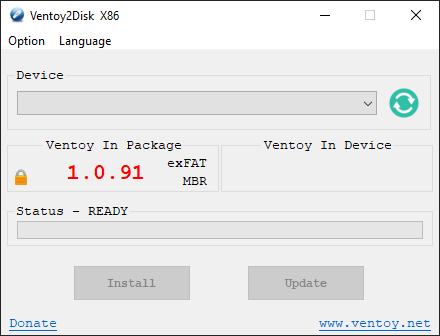 Ventoy2Disk X86
Option Language
Device
Ventoy In Package Ventoy In Device
1.0.91 exFAT
MBR
Status - READY
Install Update
Donate www.ventoy.net